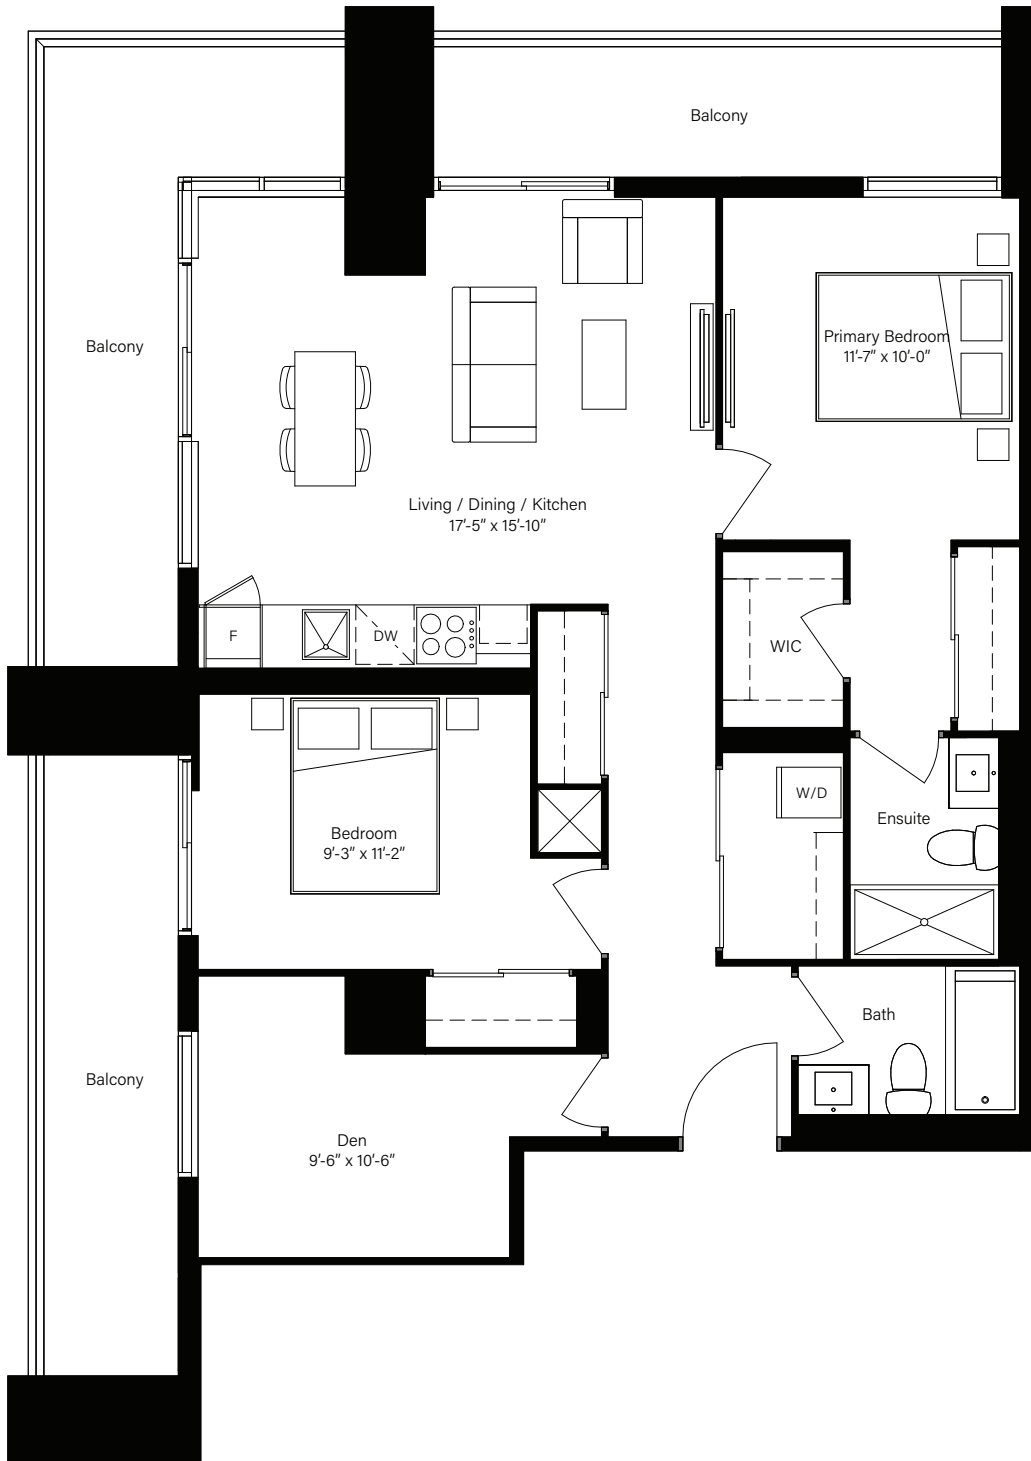 Balcony
Balcony
Primary Bedroom
11'-7" x 10'-0"
Living / Dining / Kitchen
17'-5" x 15'-10"
F
DW
WIC
W/D
Ensuite
Bedroom
9'-3" x 11'-2"
Bath
Balcony
Den
9'-6" x 10'-6"